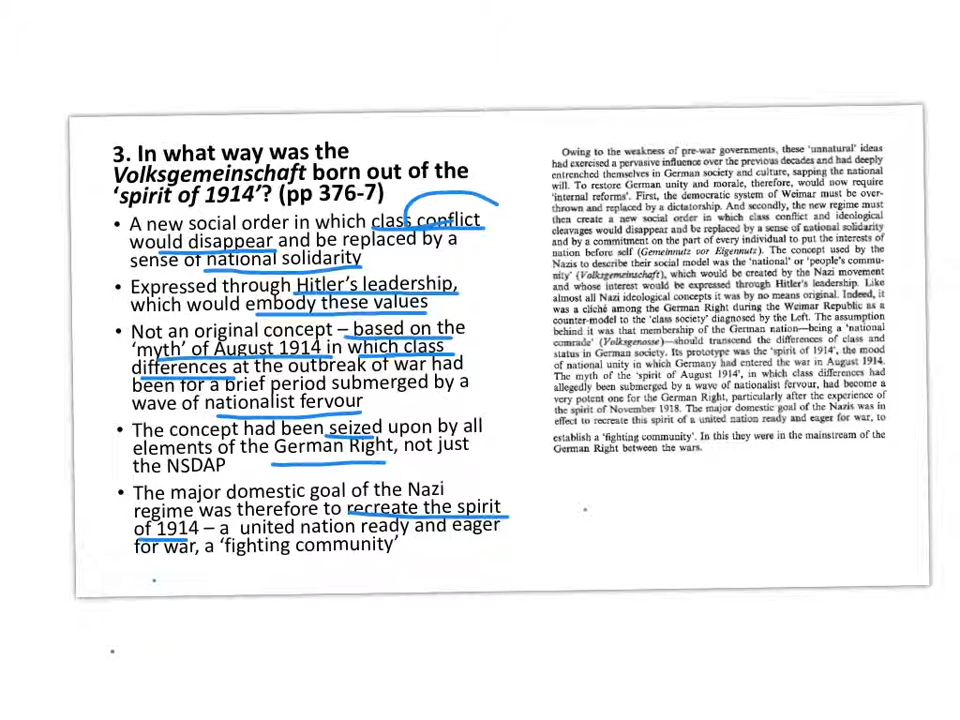 3. In what way was the
Volksgemeinschaft born out of the
‘spirit of 1914’? (pp 376-7)
• A new social order in which class conflict
would disappear and be replaced by a
sense of national solidarity
• Expressed through Hitler’s leadership,
which would embody these values
• Not an original concept – based on the
‘myth’ of August 1914 in which class
differences at the outbreak of war had
been for a brief period submerged by a
wave of nationalist fervour
• The concept had been seized upon by all
elements of the German Right, not just
the NSDAP
• The major domestic goal of the Nazi
regime was therefore to recreate the spirit
of 1914 – a united nation ready and eager
for war, a ‘fighting community’
Owing to the weakness of pre-war governments, these ‘unnatural’ ideas
had exercised a pervasive influence over the previous decades and had deeply
entrenched themselves in German society and culture, sapping the national
will. To restore German unity and morale, therefore, would now require
‘internal reforms’. First, the democratic system of Weimar must be over-
thrown and replaced by a dictatorship. And secondly, the new regime must
then create a new social order in which class conflict and ideological
cleavages would disappear and be replaced by a sense of national solidarity
and by a commitment on the part of every individual to put the interests of
nation before self (Gemeinnutz vor Eigennutz). The concept used by the
Nazis to describe their social model was the ‘national’ or ‘people’s commu-
nity’ (Volksgemeinschaft), which would be created by the Nazi movement
and whose interest would be expressed through Hitler’s leadership. Like
almost all Nazi ideological concepts it was by no means original. Indeed, it
was a cliché among the German Right during the Weimar Republic as a
counter-model to the ‘class society’ diagnosed by the Left. The assumption
behind it was that membership of the German nation—being a ‘national
comrade’ (Volksgenosse)—should transcend the differences of class and
status in German society. Its prototype was the ‘spirit of 1914’, the mood
of national unity in which Germany had entered the war in August 1914.
The myth of the ‘spirit of August 1914’, in which class differences had
allegedly been submerged by a wave of nationalist fervour, had become a
very potent one for the German Right, particularly after the experience of
the spirit of November 1918. The major domestic goal of the Nazis was in
effect to recreate this spirit of a united nation ready and eager for war, to
establish a ‘fighting community’. In this they were in the mainstream of the
German Right between the wars.